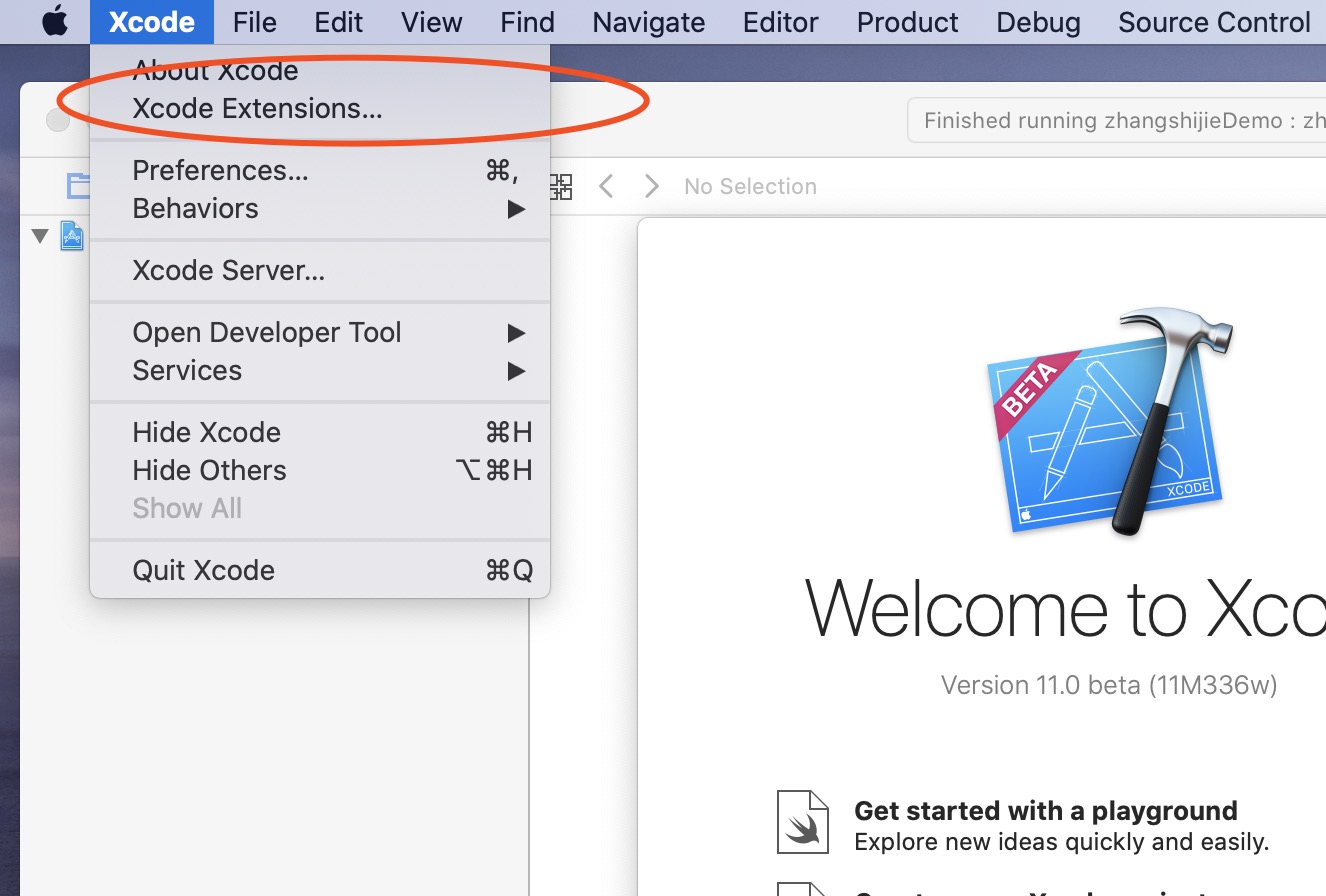 Xcode File Edit View Find Navigate Editor Product Debug Source Control
About Xcode
Xcode Extensions...
Finished running zhangshijieDemo : zh
Preferences... ⌘,
Behaviors ▶
No Selection
Xcode Server...
Open Developer Tool ▶
Services ▶
Hide Xcode ⌘H
Hide Others ⌥⌘H
Show All
Quit Xcode ⌘Q
BETA
XCODE
Welcome to Xco
Version 11.0 beta (11M336w)
Get started with a playground
Explore new ideas quickly and easily.